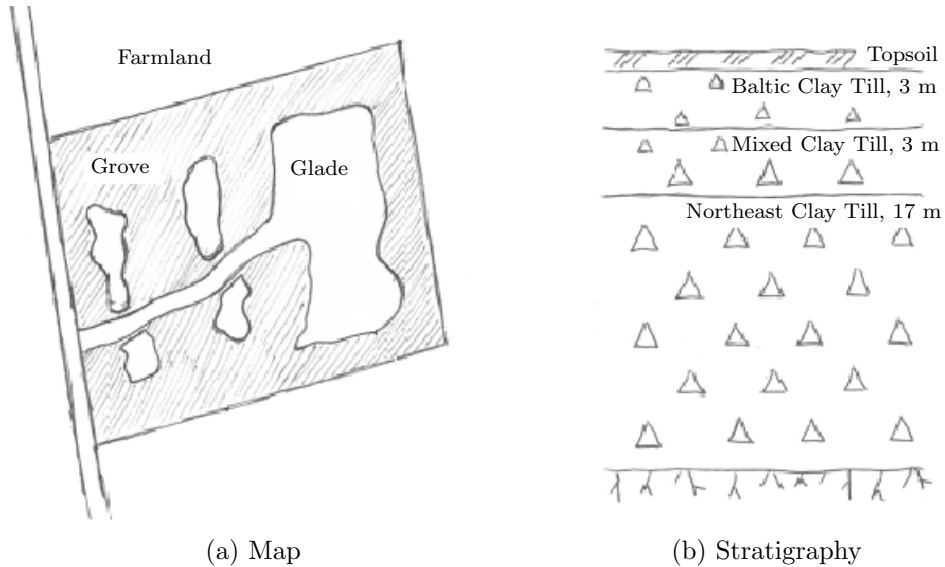 Farmland
Grove
Glade
(a) Map
Topsoil
Baltic Clay Till, 3 m
Mixed Clay Till, 3 m
Northeast Clay Till, 17 m
(b) Stratigraphy